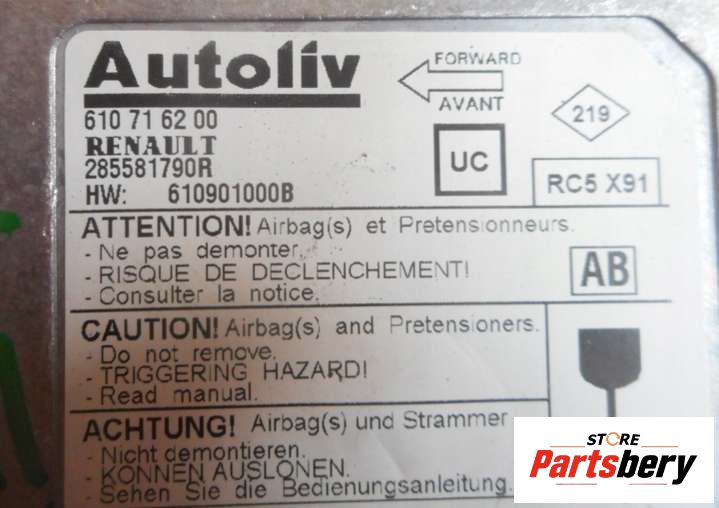 Autoliv
FORWARD
AVANT
219
610 71 62 00
RENAULT
285581790R
HW: 610901000B
UC
RC5 X91
ATTENTION! Airbag(s) et Pretensionneurs.
- Ne pas demonter.
- RISQUE DE DECLENCHEMENT!
- Consulter la notice.
AB
CAUTION! Airbag(s) and Pretensioners.
- Do not remove.
- TRIGGERING HAZARD!
- Read manual.
ACHTUNG! Airbag(s) und Strammer
- Nicht demontieren.
- KONNEN AUSLONEN.
- Sehen Sie die Bedienungsanleitung.
STORE
Partsbery